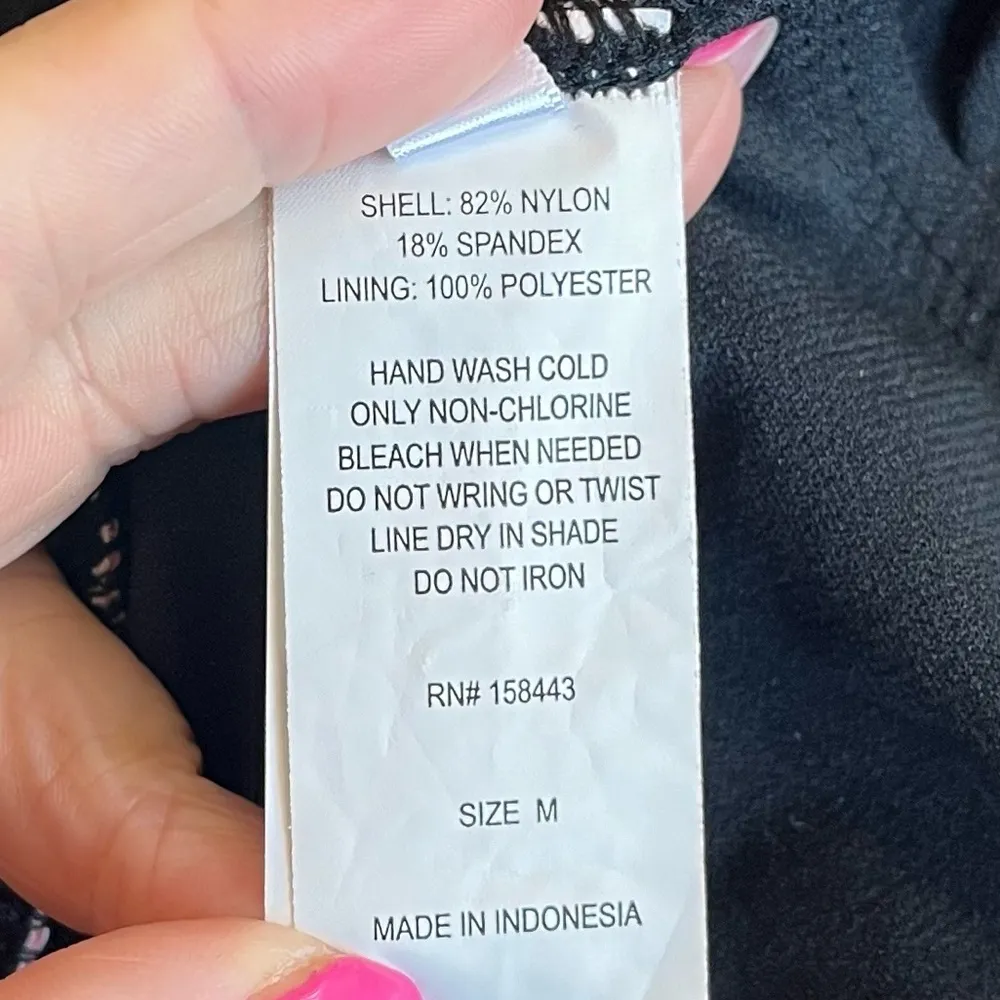 SHELL: 82% NYLON
18% SPANDEX
LINING: 100% POLYESTER
HAND WASH COLD
ONLY NON-CHLORINE
BLEACH WHEN NEEDED
DO NOT WRING OR TWIST
LINE DRY IN SHADE
DO NOT IRON
RN# 158443
SIZE M
MADE IN INDONESIA